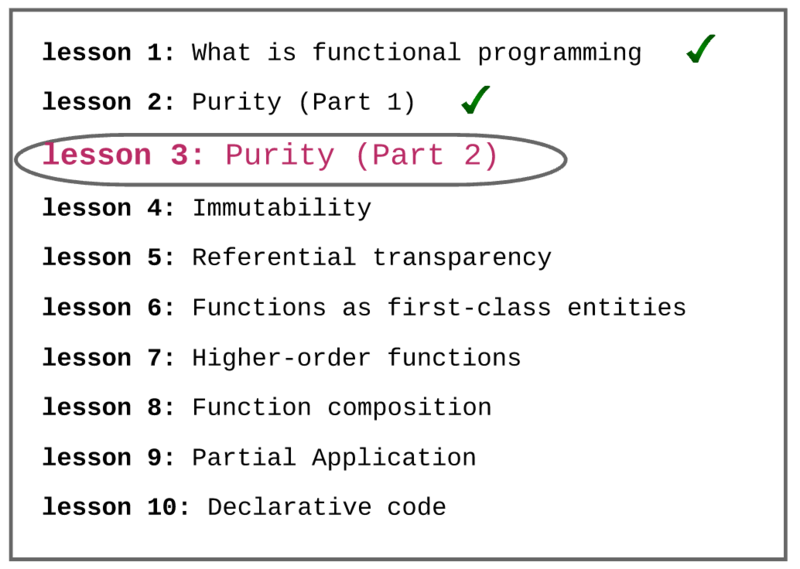 lesson 1: What is functional programming
lesson 2: Purity (Part 1)
lesson 3: Purity (Part 2)
lesson 4: Immutability
lesson 5: Referential transparency
lesson 6: Functions as first-class entities
lesson 7: Higher-order functions
lesson 8: Function composition
lesson 9: Partial Application
lesson 10: Declarative code